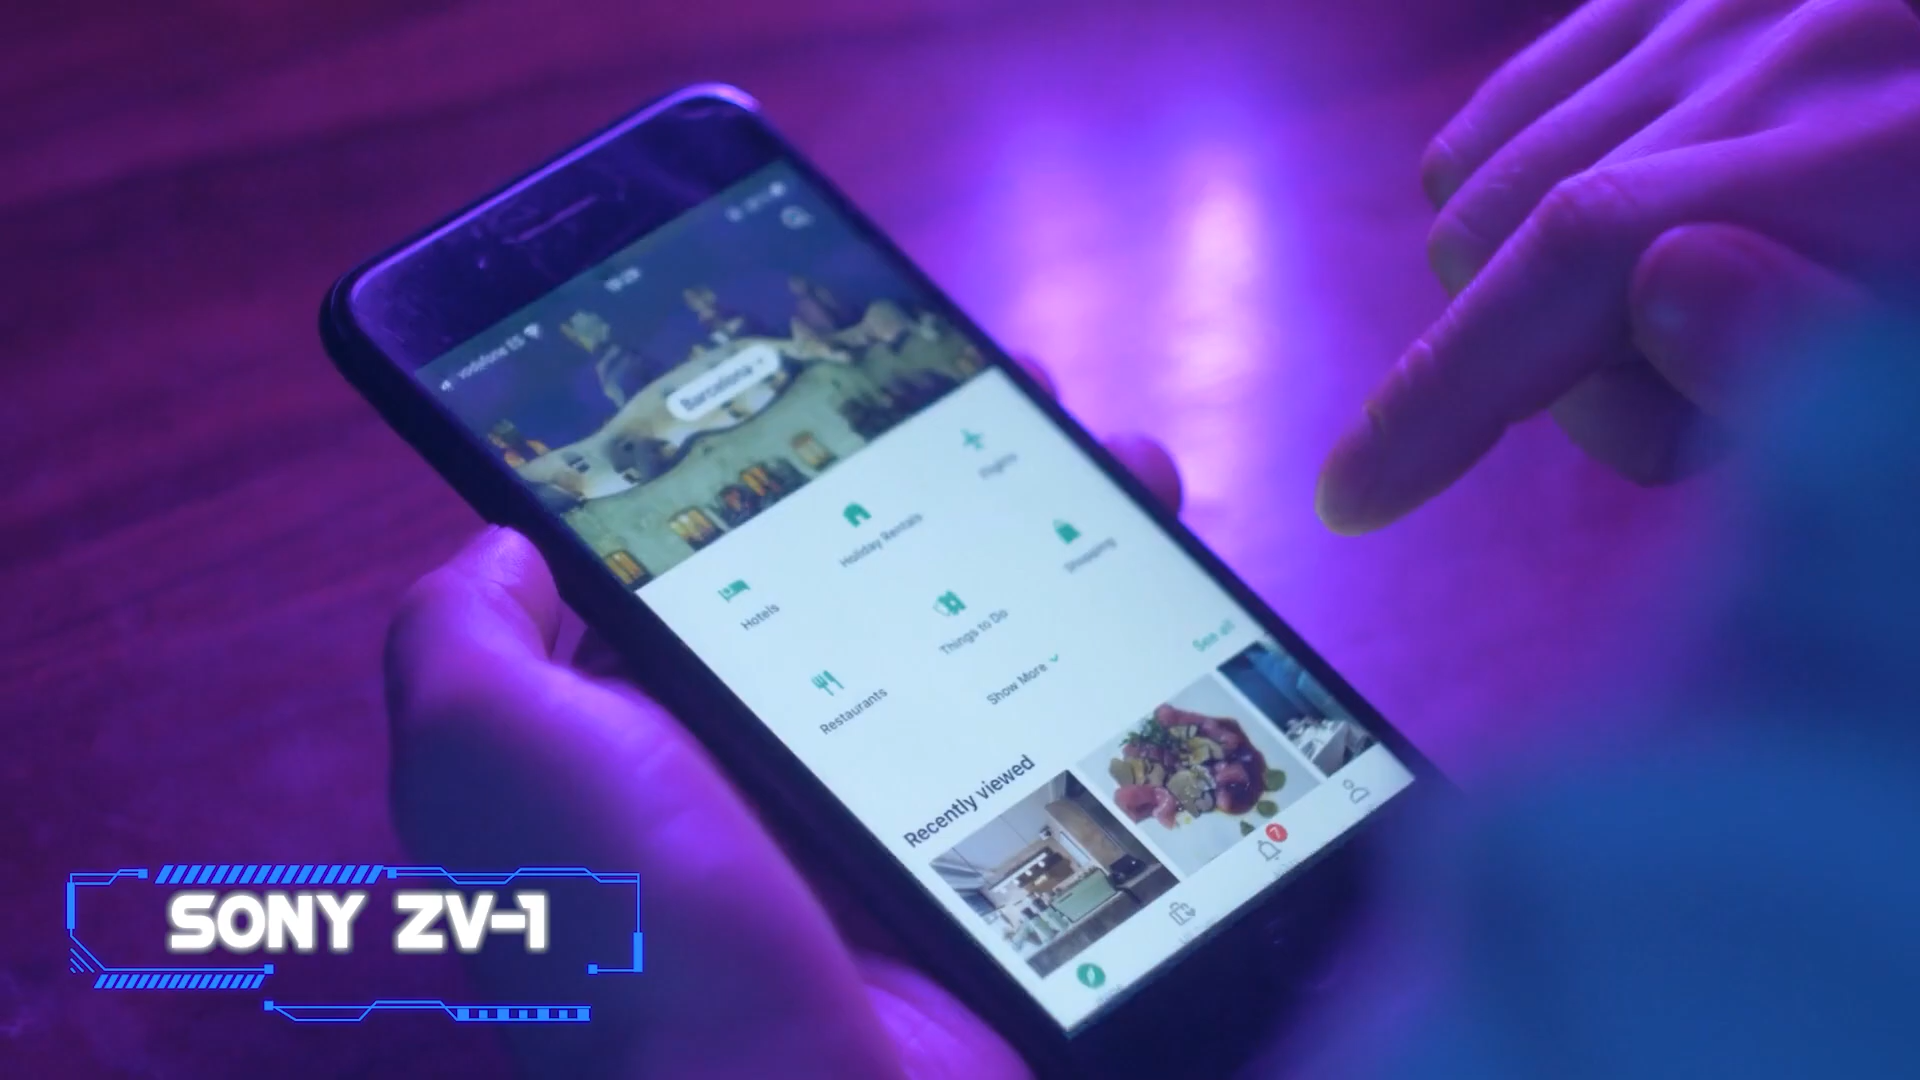 vodafone ES
Barcelona
Flights
Holiday Rentals
Shopping
Hotels
Things to Do
See all
Restaurants
Show More
Recently viewed
7
SONY ZV-1